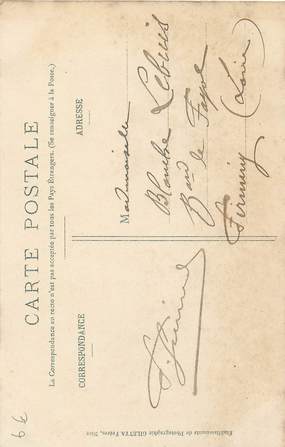 CARTE POSTALE
La Correspondance au recto n'est pas acceptée par tous les Pays Étrangers. (Se renseigner à la Poste.)
CORRESPONDANCE
ADRESSE
Mademoiselle
Blanche
Firminy (Loire)
Établissements de Photographie GILETTA Frères, Nice